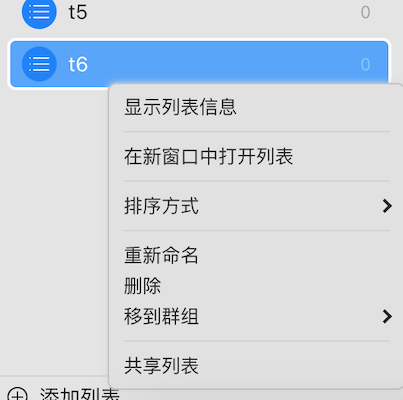 t5 0
t6 0
显示列表信息
在新窗口中打开列表
排序方式
重新命名
删除
移到群组
共享列表
添加列表